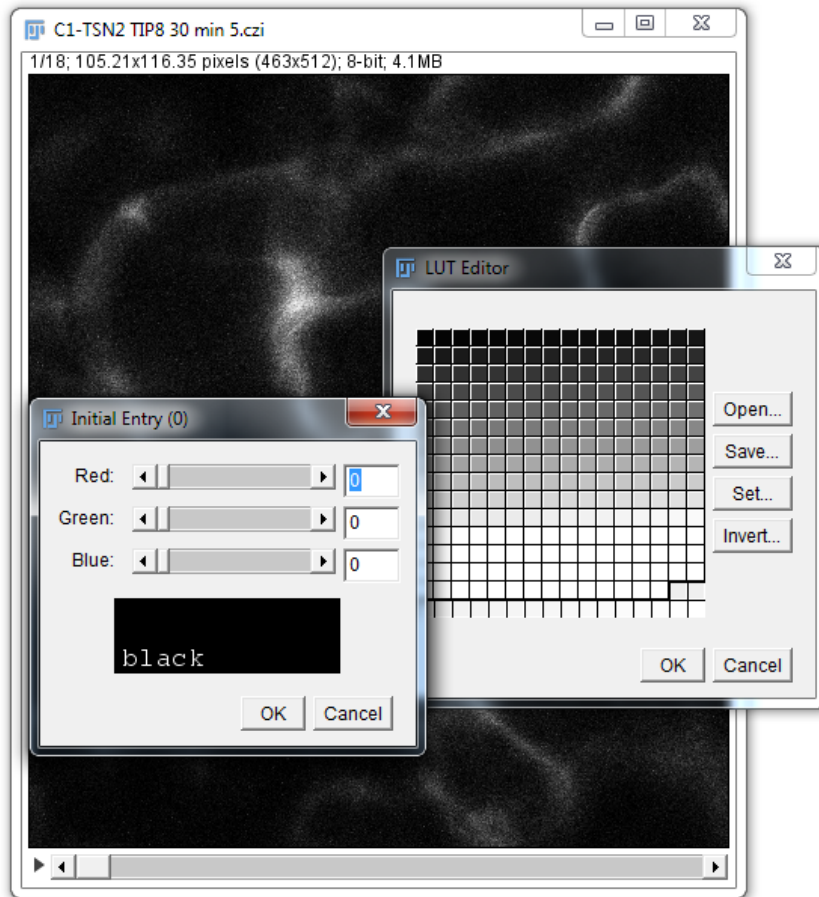 C1-TSN2 TIP8 30 min 5.czi
1/18; 105.21x116.35 pixels (463x512); 8-bit; 4.1MB
LUT Editor
Open...
Save...
Set...
Invert...
OK Cancel
Initial Entry (0)
Red: 0
Green: 0
Blue: 0
black
OK Cancel